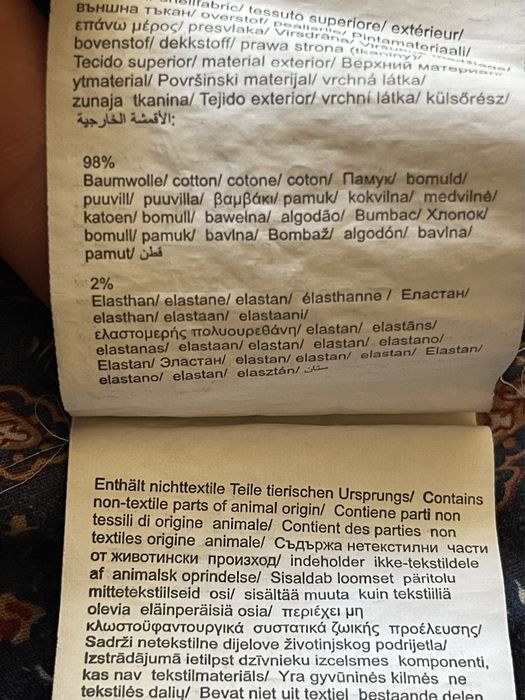 fabric/ tessuto superiore/ extérieur/
външна тъкан/ overstof/
επάνω μέρος/ presvlaka/ Virsdrāna/ Pintamateriaali/
bovenstof/ dekkstoff/ prawa strona (tkaniny)/
Tecido superior/ material exterior/ Верхний материал/
ytmaterial/ Površinski materijal/ vrchná látka/
zunaja tkanina/ Tejido exterior/ vrchní látka/ külsőrész/
الأقمشة الخارجية:
98%
Baumwolle/ cotton/ cotone/ coton/ Памук/ bomuld/
puuvill/ puuvilla/ βαμβάκι/ pamuk/ kokvilna/ medvilnė/
katoen/ bomull/ bawełna/ algodão/ Bumbac/ Хлопок/
bomull/ pamuk/ bavlna/ Bombaž/ algodón/ bavlna/
pamut/ قطن
2%
Elasthan/ elastane/ elastan/ élasthanne / Еластан/
elasthan/ elastaan/ elastaani/
ελαστομερής πολυουρεθάνη/ elastan/ elastāns/
elastanas/ elastaan/ elastan/ elastan/ elastano/
Elastan/ Эластан/ elastan/ elastan/ elastan/ Elastan/
elastano/ elastan/ elasztán/
Enthält nichttextile Teile tierischen Ursprungs/ Contains
non-textile parts of animal origin/ Contiene parti non
tessili di origine animale/ Contient des parties non
textiles origine animale/ Съдържа нетекстилни части
от животински произход/ indeholder ikke-tekstildele
af animalsk oprindelse/ Sisaldab loomset päritolu
mittetekstiilseid osi/ sisältää muuta kuin tekstiiliä
olevia eläinperäisiä osia/ περιέχει μη
κλωστοϋφαντουργικά συστατικά ζωικής προέλευσης/
Sadrži netekstilne dijelove životinjskog podrijetla/
Izstrādājumā ietilpst dzīvnieku izcelsmes komponenti,
kas nav tekstilmateriāls/ Yra gyvūninės kilmės ne
tekstilės dalių/ Bevat niet uit textiel bestaande delen